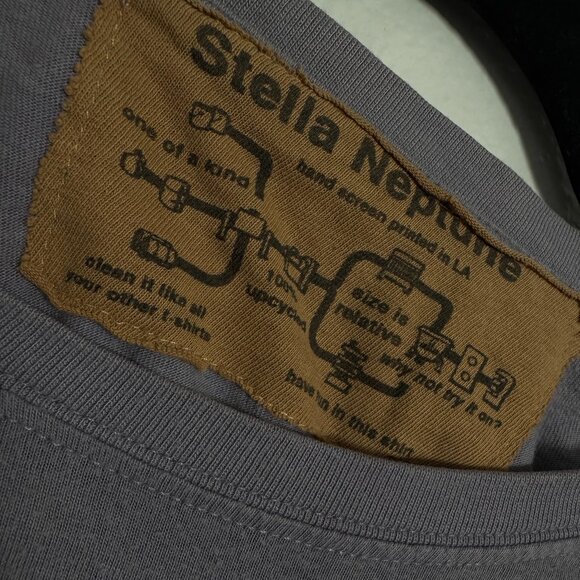 Stella Neptune
one of a kind
hand screen printed in LA
clean it like all
your other t-shirts
100%
upcycled
size is
relative
why not try it on?
have fun in this shirt